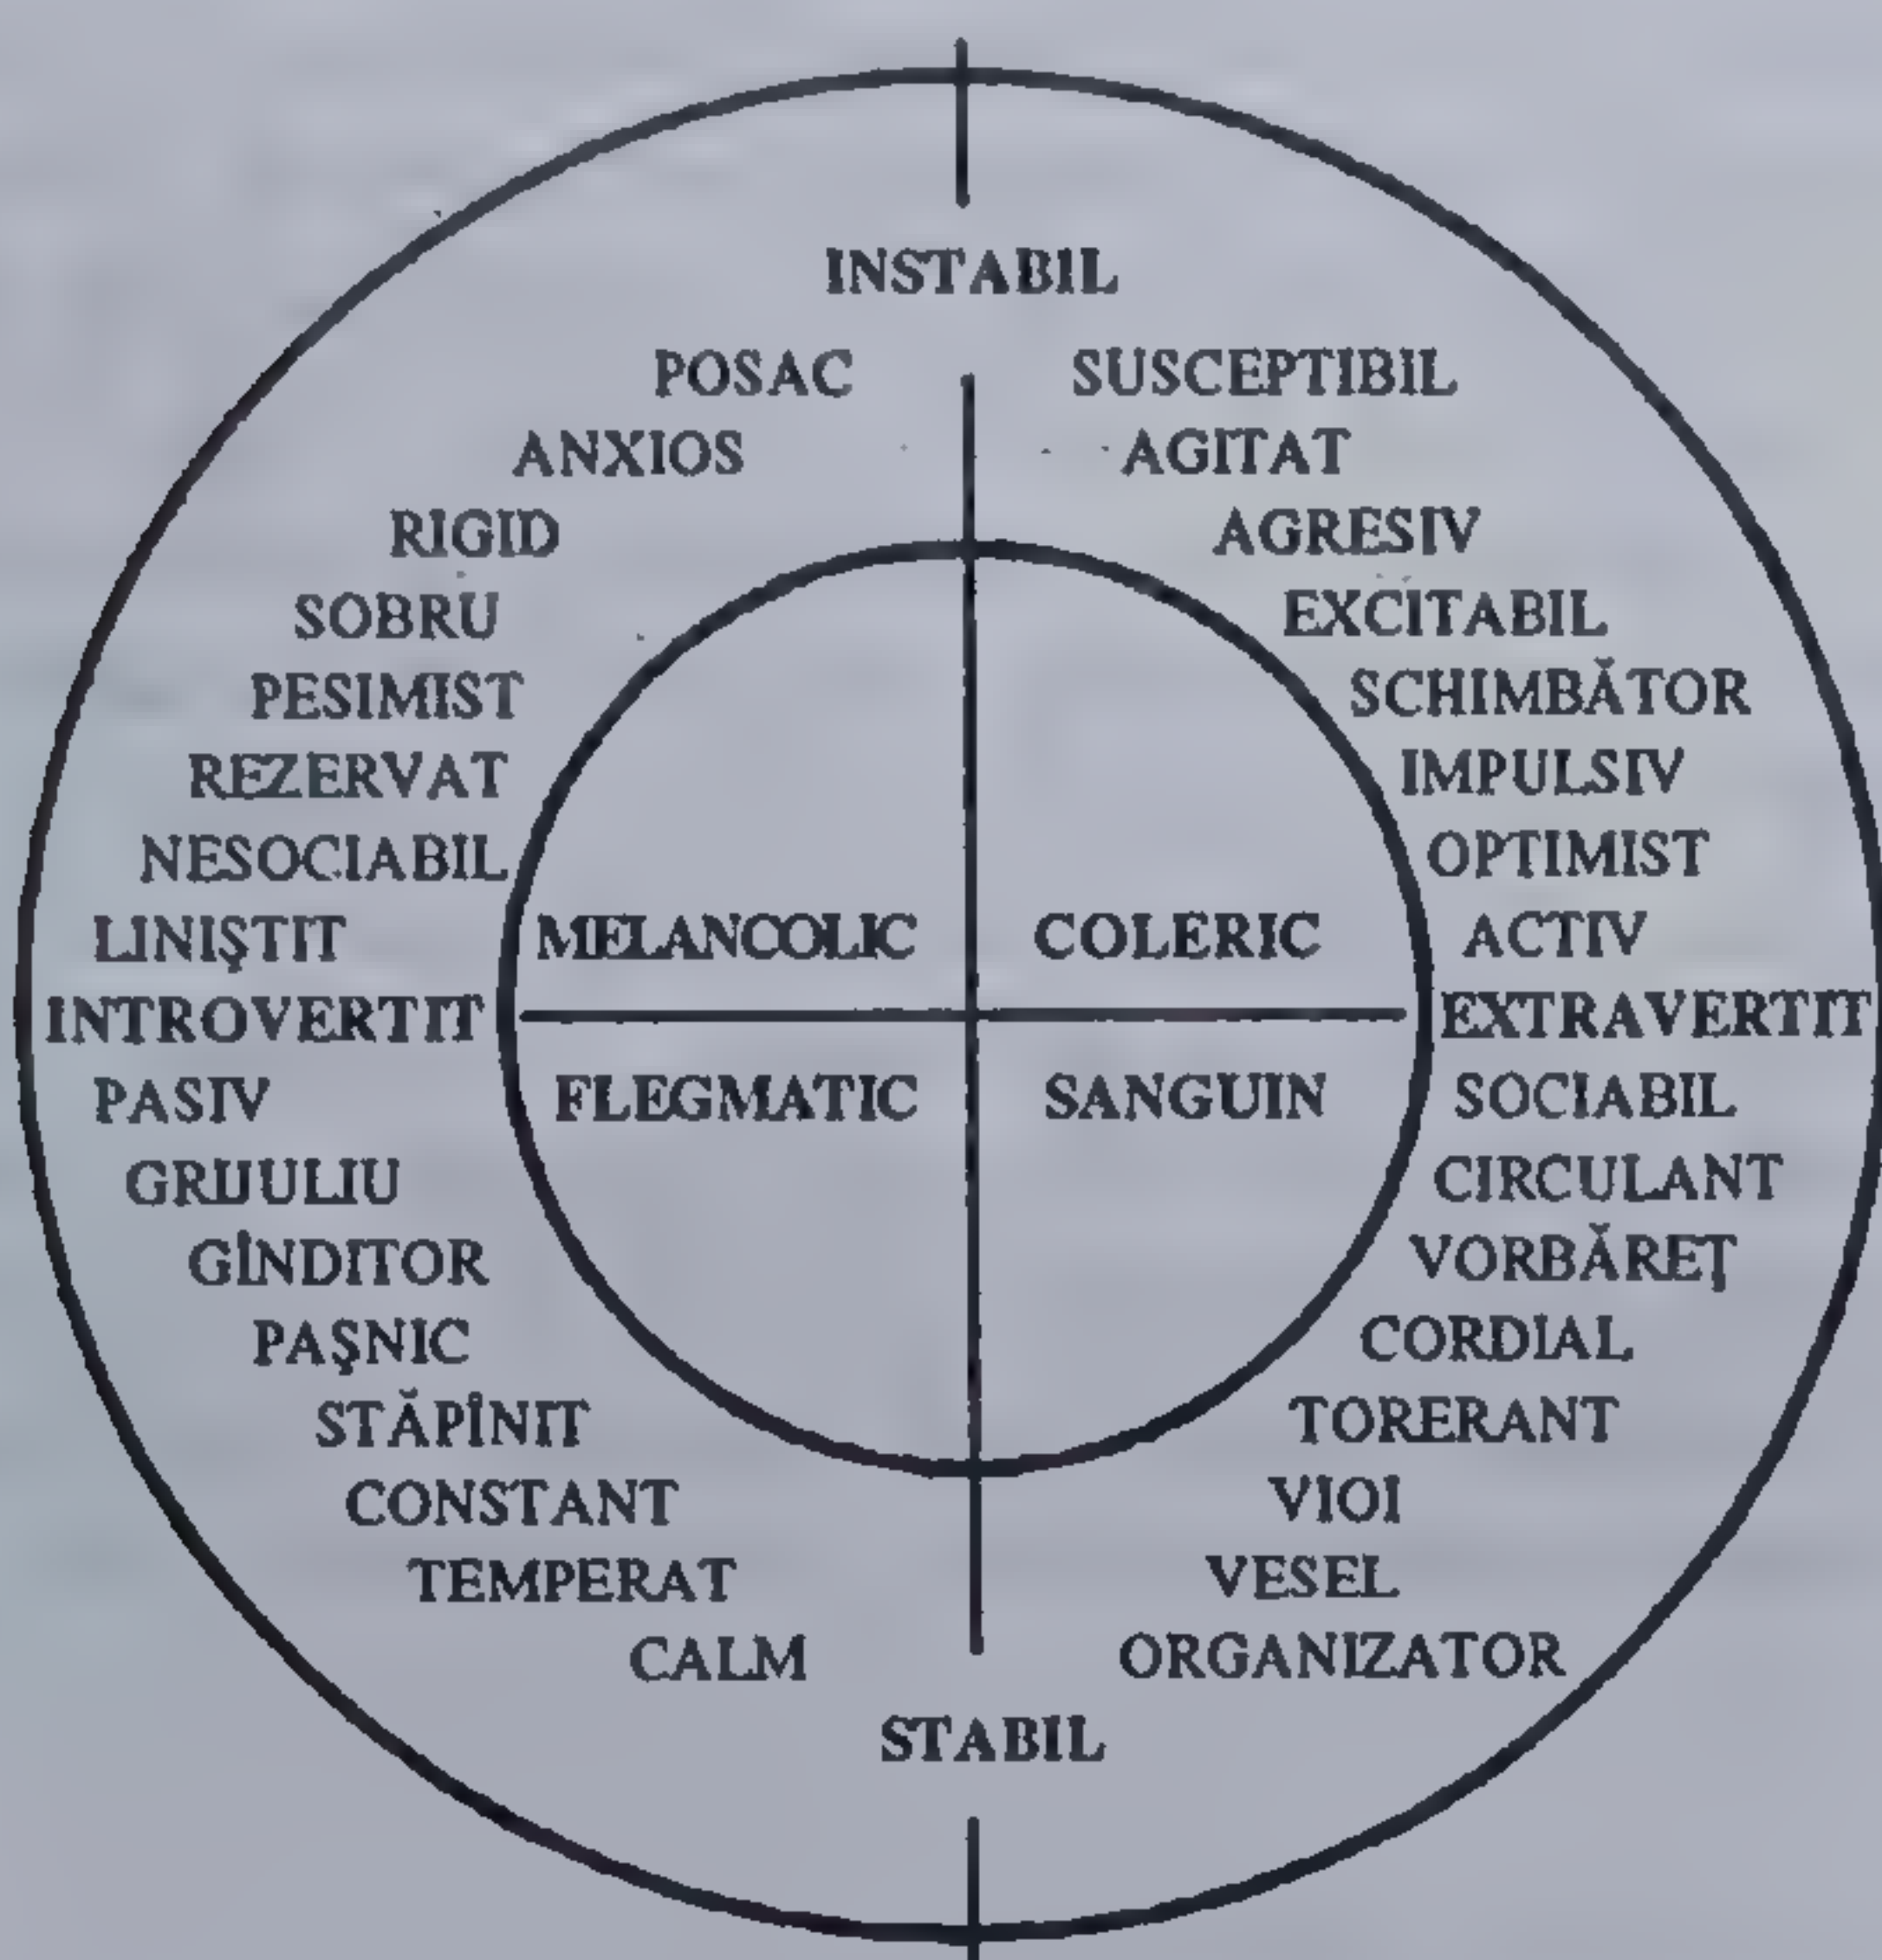 INSTABIL
POSAC SUSCEPTIBIL
ANXIOS AGITAT
RIGID AGRESIV
SOBRU EXCITABIL
PESIMIST SCHIMBĂTOR
REZERVAT IMPULSIV
NESOCIABIL OPȚIMIST
LINIŞTIT MELANCOLIC COLERIC ACTIV
INTROVERTIT EXTRAVERTIT
PASIV FLEGMATIC SANGUIN SOCIABIL
GRIJULIU CIRCULANT
GÎNDITOR VORBĂREŢ
PAŞNIC CORDIAL
STĂPÎNIT TORERANT
CONSTANT VIOI
TEMPERAT VESEL
CALM ORGANIZATOR
STABIL